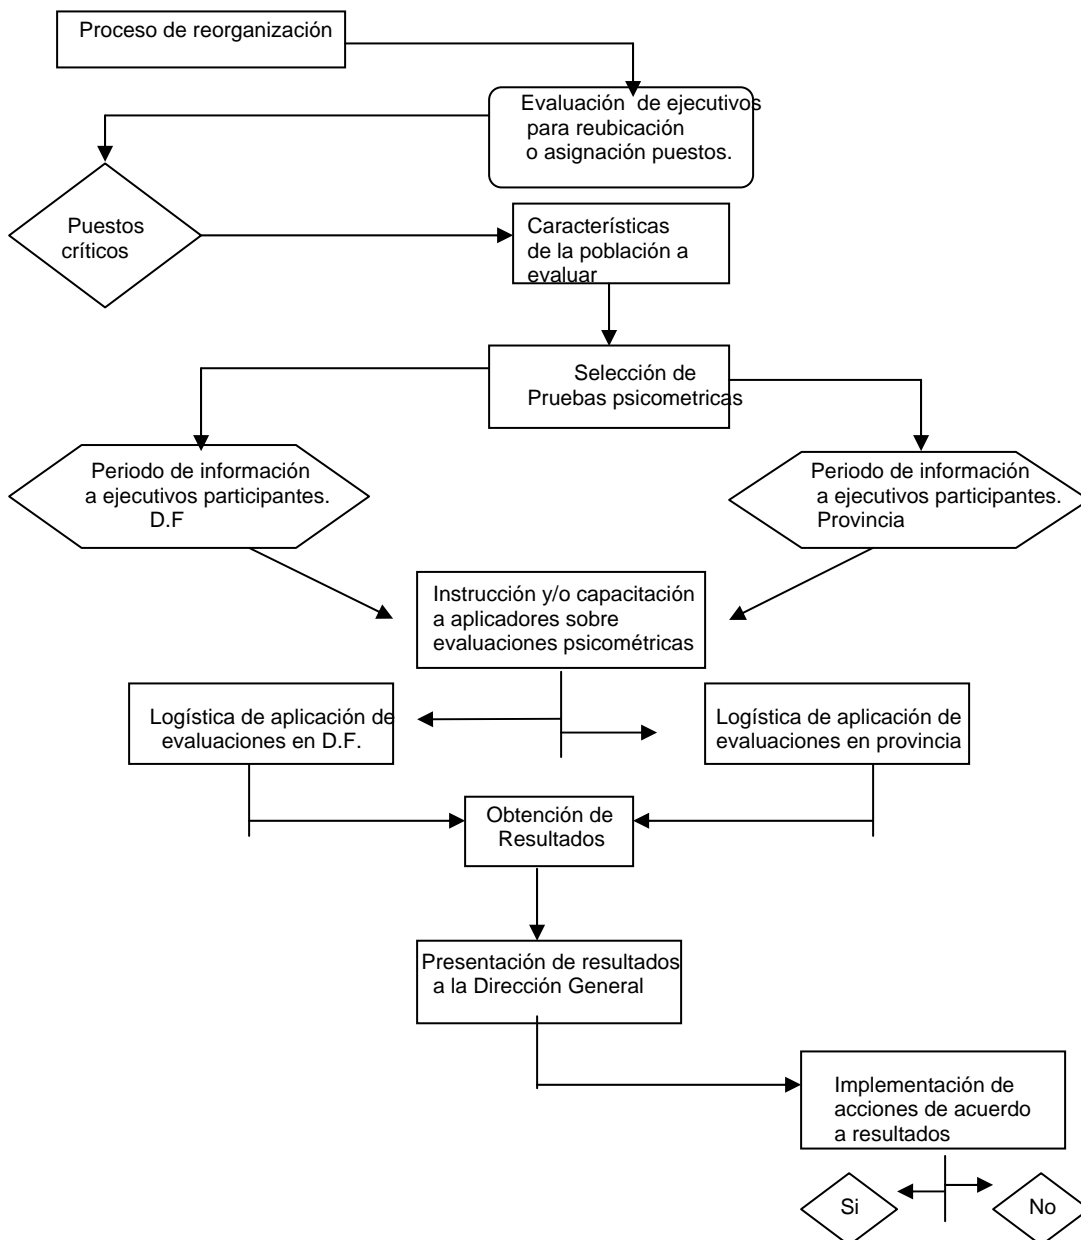 Proceso de reorganización
Evaluación de ejecutivos
para reubicación
o asignación puestos.
Puestos
críticos
Características
de la población a
evaluar
Selección de
Pruebas psicometricas
Periodo de información
a ejecutivos participantes.
D.F
Periodo de información
a ejecutivos participantes.
Provincia
Instrucción y/o capacitación
a aplicadores sobre
evaluaciones psicométricas
Logística de aplicación de
evaluaciones en D.F.
Logística de aplicación de
evaluaciones en provincia
Obtención de
Resultados
Presentación de resultados
a la Dirección General
Implementación de
acciones de acuerdo
a resultados
Si
No